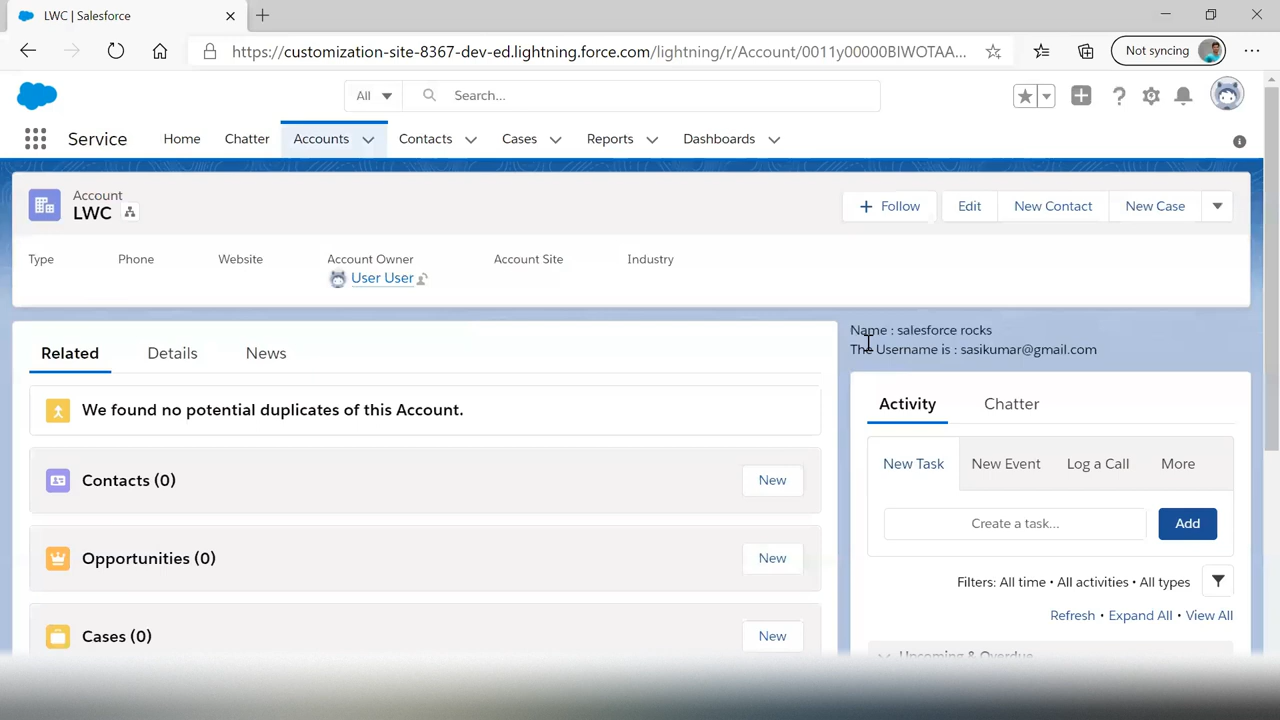 LWC | Salesforce
https://customization-site-8367-dev-ed.lightning.force.com/lightning/r/Account/0011y00000BIWOTAA...
Not syncing
All
Search...
Service
Home
Chatter
Accounts
Contacts
Cases
Reports
Dashboards
Account
LWC
Follow
Edit
New Contact
New Case
Type
Phone
Website
Account Owner
Account Site
Industry
User User
Related
Details
News
Name : salesforce rocks
The Username is : sasikumar@gmail.com
We found no potential duplicates of this Account.
Activity
Chatter
Contacts (0)
New
New Task
New Event
Log a Call
More
Create a task...
Add
Opportunities (0)
New
Filters: All time • All activities • All types
Refresh • Expand All • View All
Cases (0)
New
Upcoming & Overdue